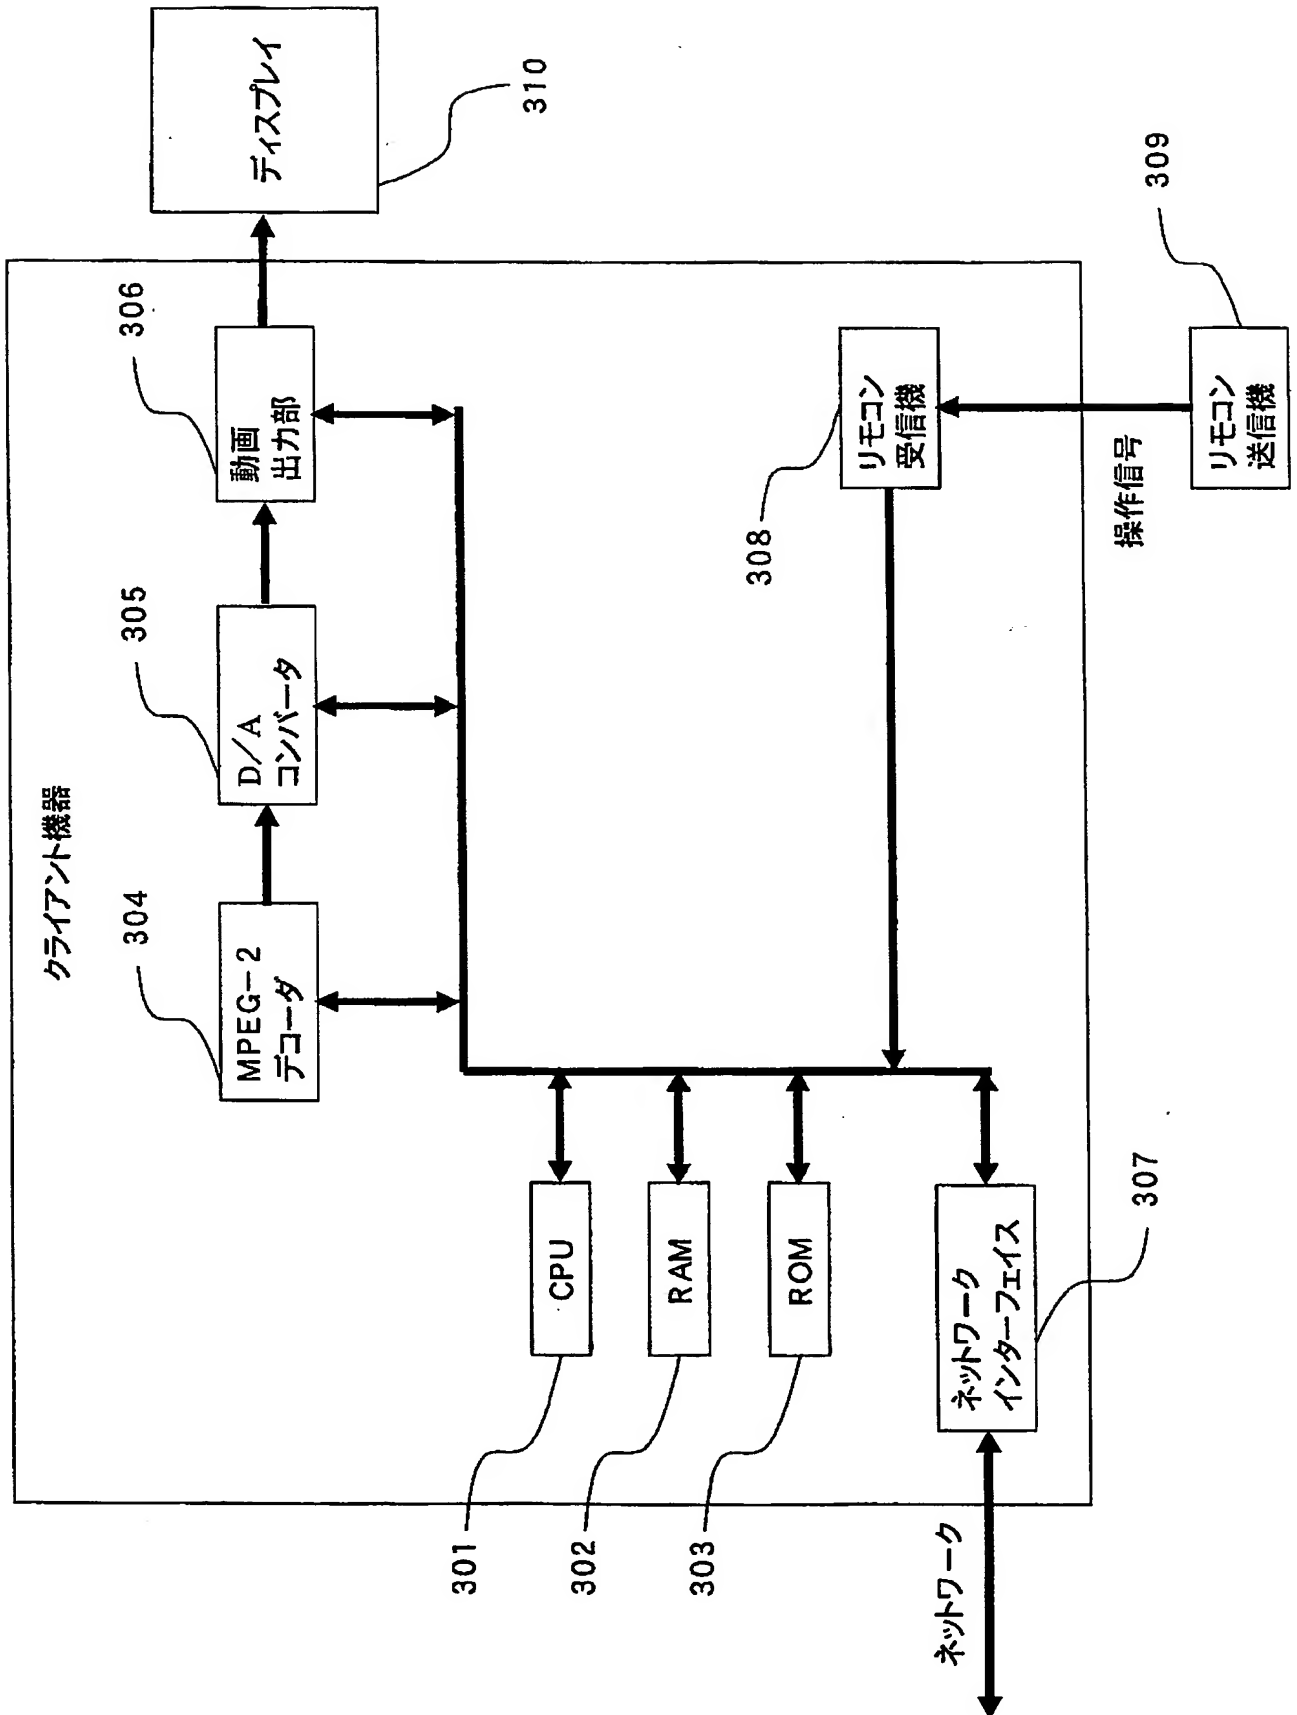 クライアント機器
304
MPEG-2
デコーダ
305
D/A
コンバータ
306
動画
出力部
ディスプレイ
310
301
CPU
302
RAM
303
ROM
ネットワーク
ネットワーク
インターフェイス
307
308
リモコン
受信機
操作信号
リモコン
送信機
309